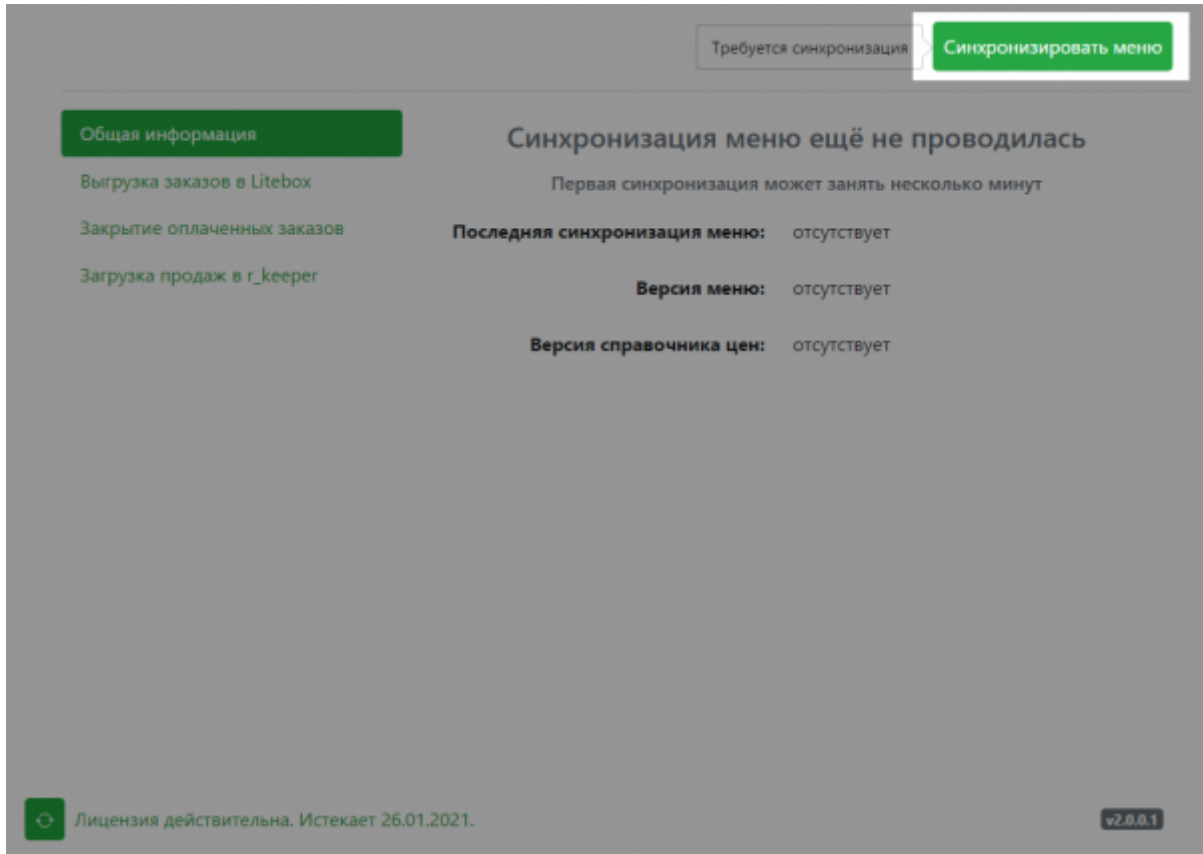 Требуется синхронизация
Синхронизировать меню
Общая информация
Выгрузка заказов в Litebox
Закрытие оплаченных заказов
Загрузка продаж в r_keeper
Синхронизация меню ещё не проводилась
Первая синхронизация может занять несколько минут
Последняя синхронизация меню: отсутствует
Версия меню: отсутствует
Версия справочника цен: отсутствует
Лицензия действительна. Истекает 26.01.2021.
v2.0.0.1